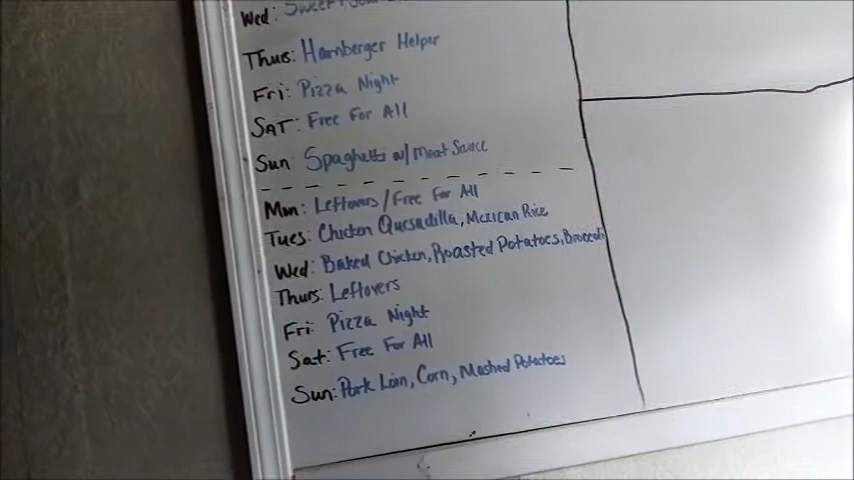 Wed: Sweet
Thurs: Hamberger Helper
Fri: Pizza Night
SAT: Free For All
Sun Spaghetti w/ Meat Sauce
Mon: Leftovers/Free For All
Tues: Chicken Quesadilla, Mexican Rice
Wed: Baked Chicken, Roasted Potatoes, Broccoli
Thurs: Leftovers
Fri: Pizza Night
Sat: Free For All
Sun: Pork Loin, Corn, Mashed Potatoes